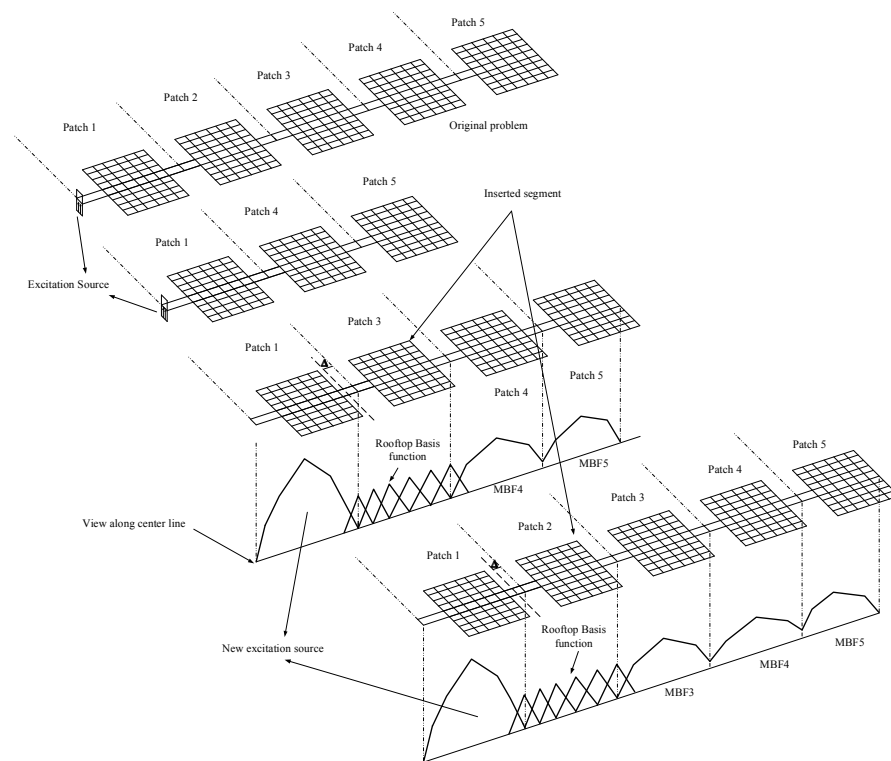 Patch 5
Patch 4
Patch 3
Patch 2
Patch 1
Original problem
Patch 5
Patch 4
Patch 1
Inserted segment
Excitation Source
Patch 3
Patch 1
Δ
Patch 4
Patch 5
Rooftop Basis
function
MBF4
MBF5
View along center line
Patch 5
Patch 4
Patch 3
Patch 2
Patch 1
Δ
Rooftop Basis
function
New excitation source
MBF3
MBF4
MBF5